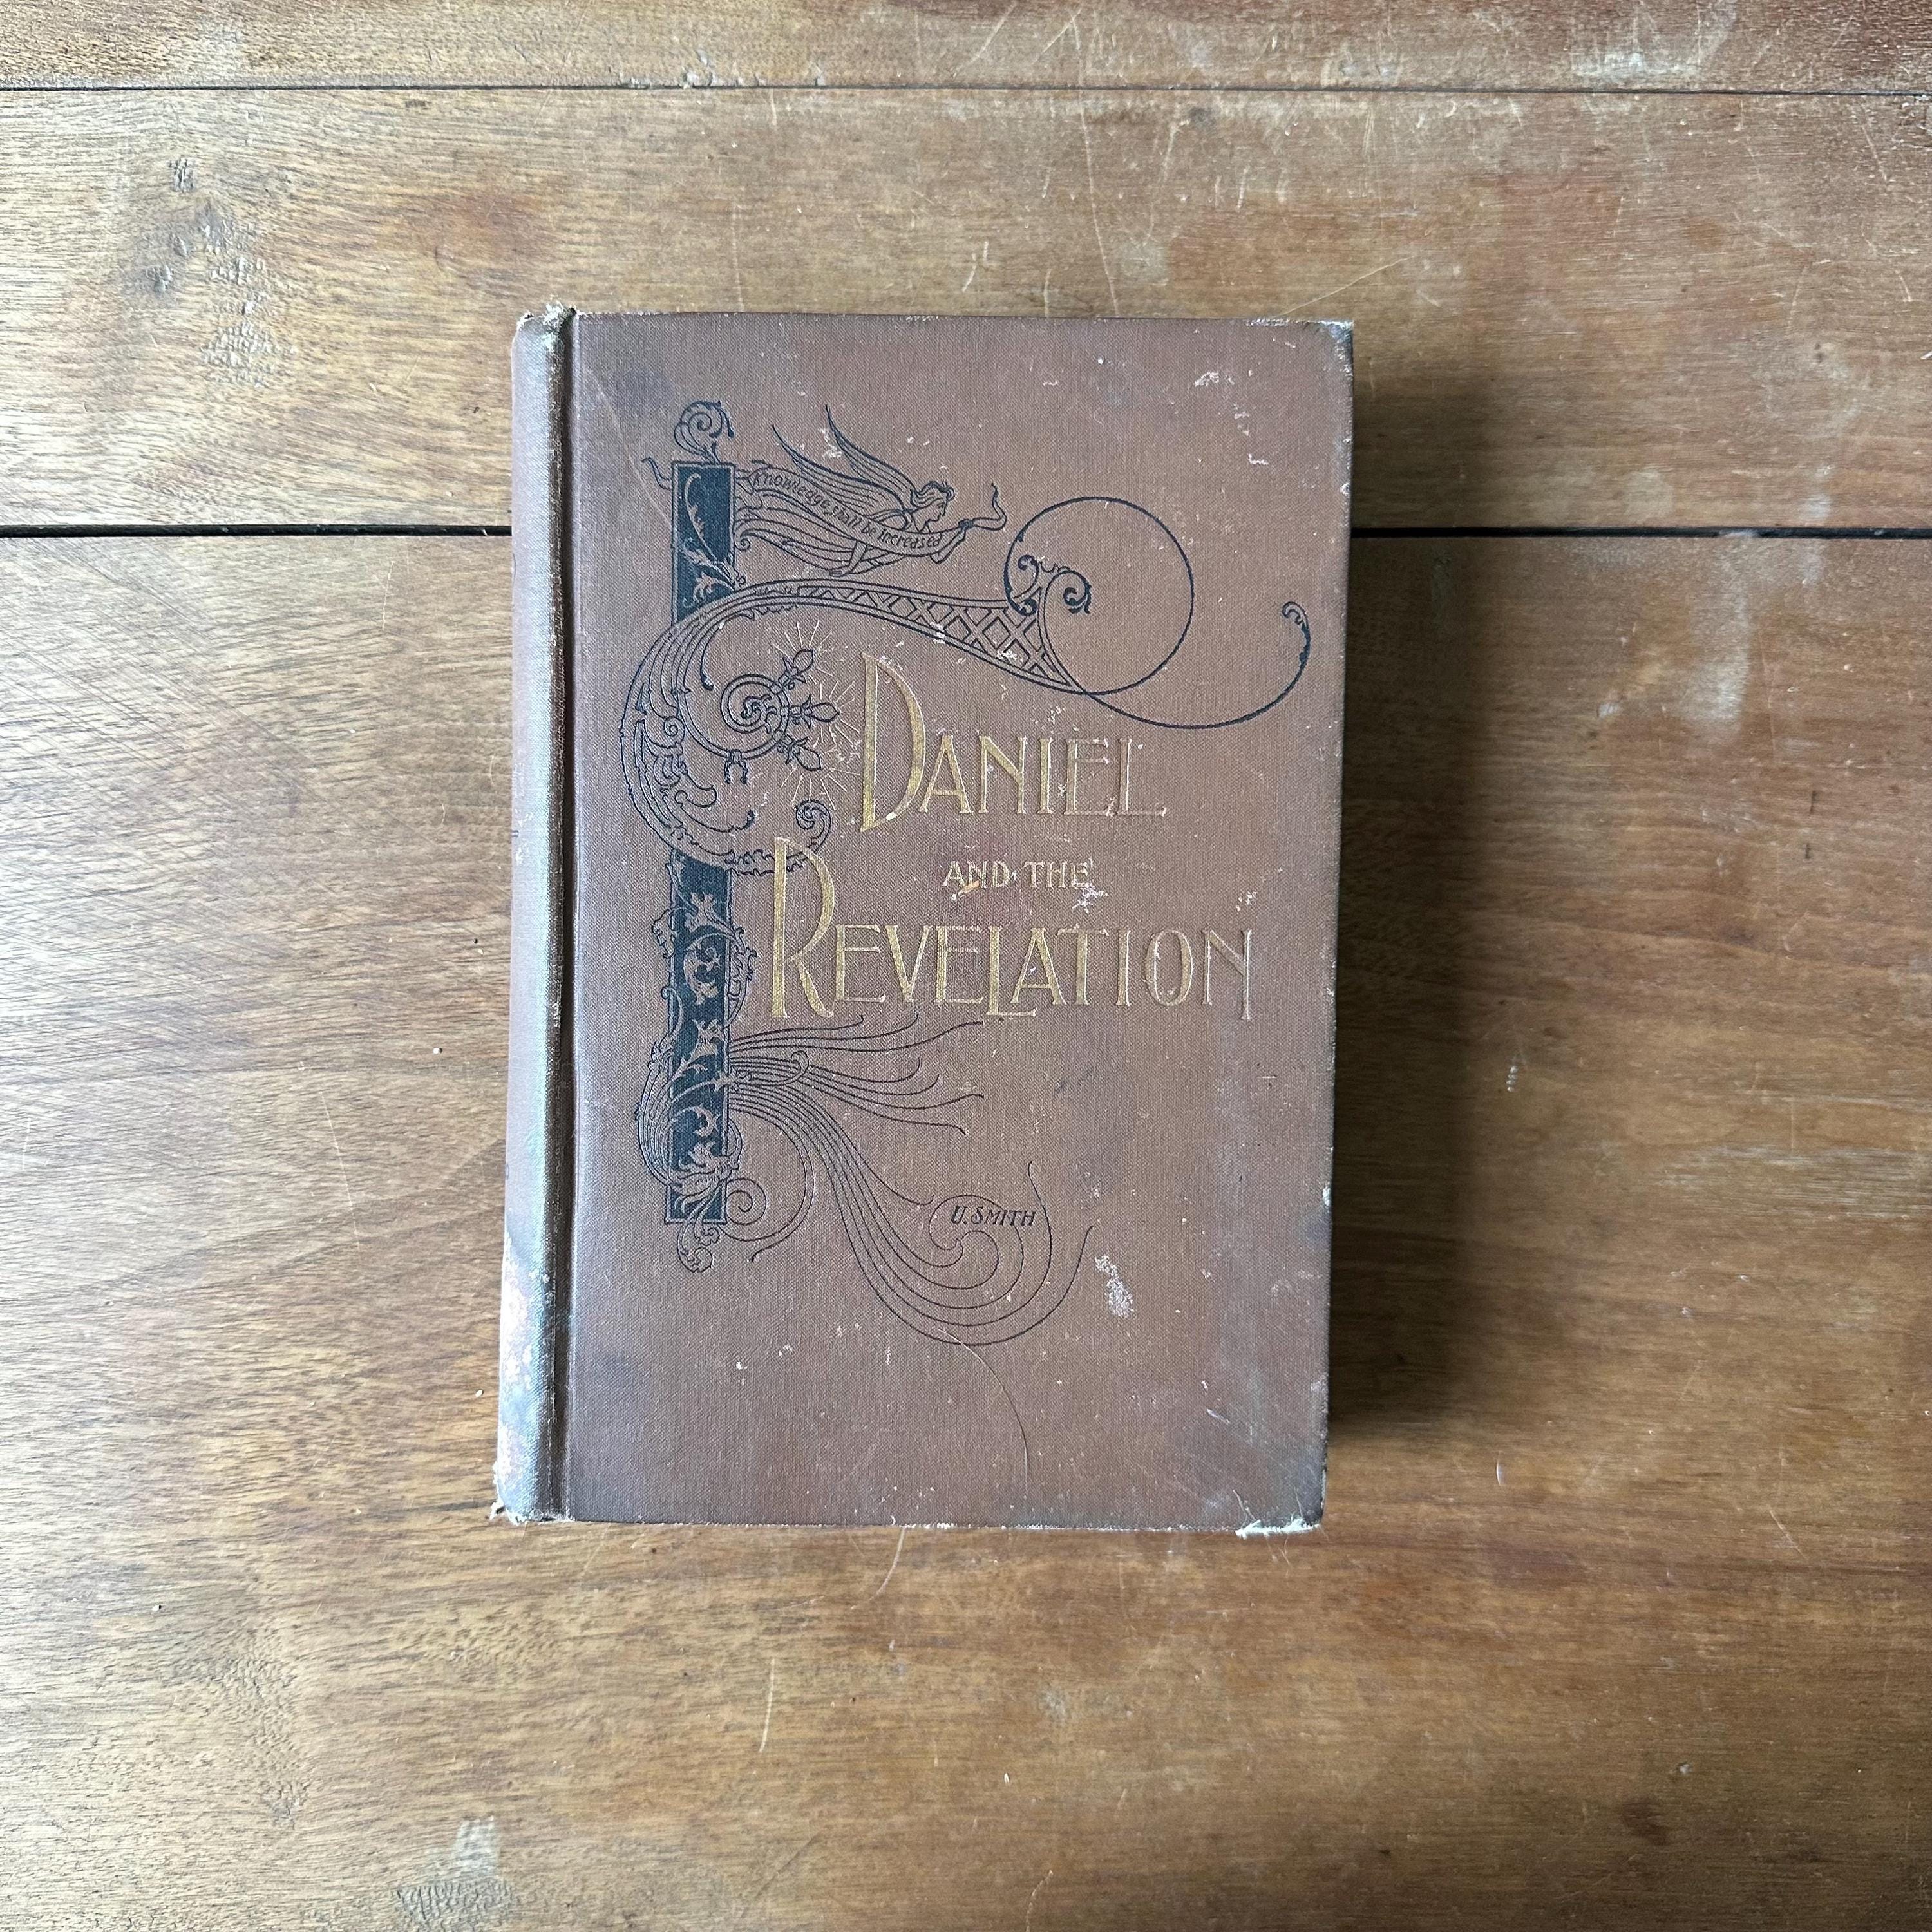 Knowledge shall be increased
DANIEL
AND THE
REVELATION
U. SMITH